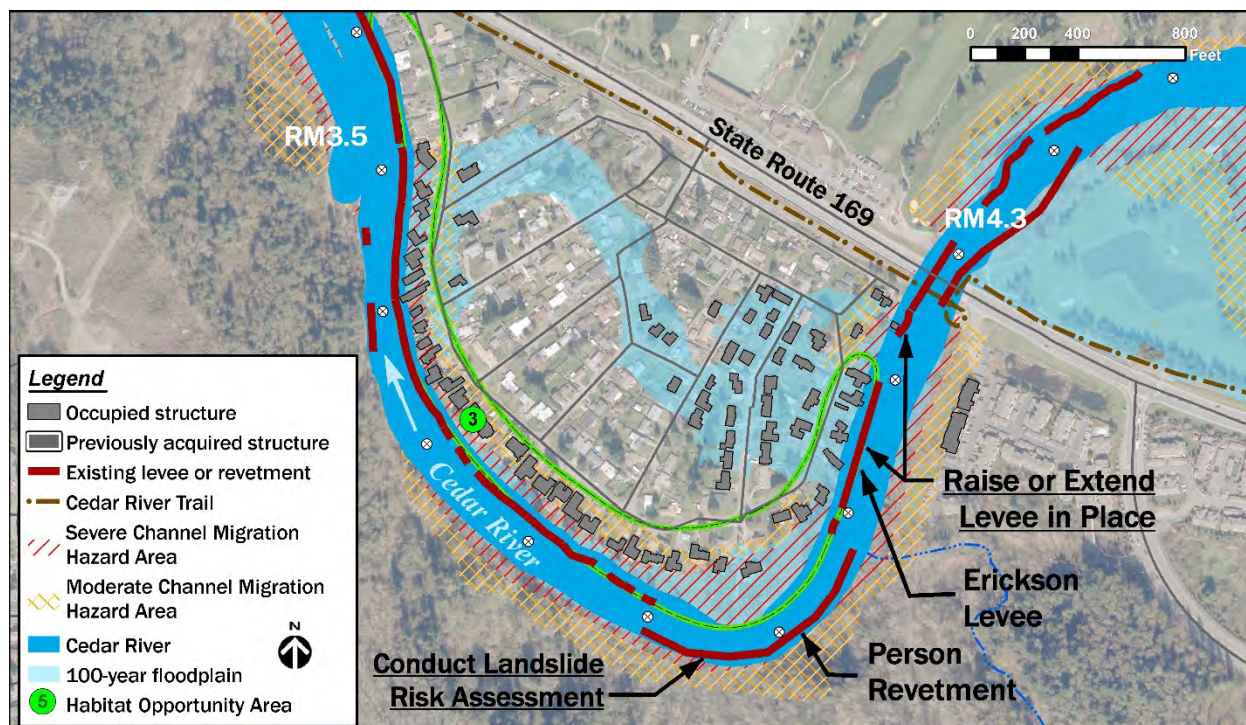 0 400 800
Feet
RM3.5
State Route 169
RM4.3
Legend
Occupied structure
Previously acquired structure
Existing levee or revetment
Cedar River Trail
Severe Channel Migration
Hazard Area
Moderate Channel Migration
Hazard Area
N
Cedar River
100-year floodplain
5 Habitat Opportunity Area
3
Cedar River
Raise or Extend
Levee in Place
Erickson
Levee
Person
Revetment
Conduct Landslide
Risk Assessment